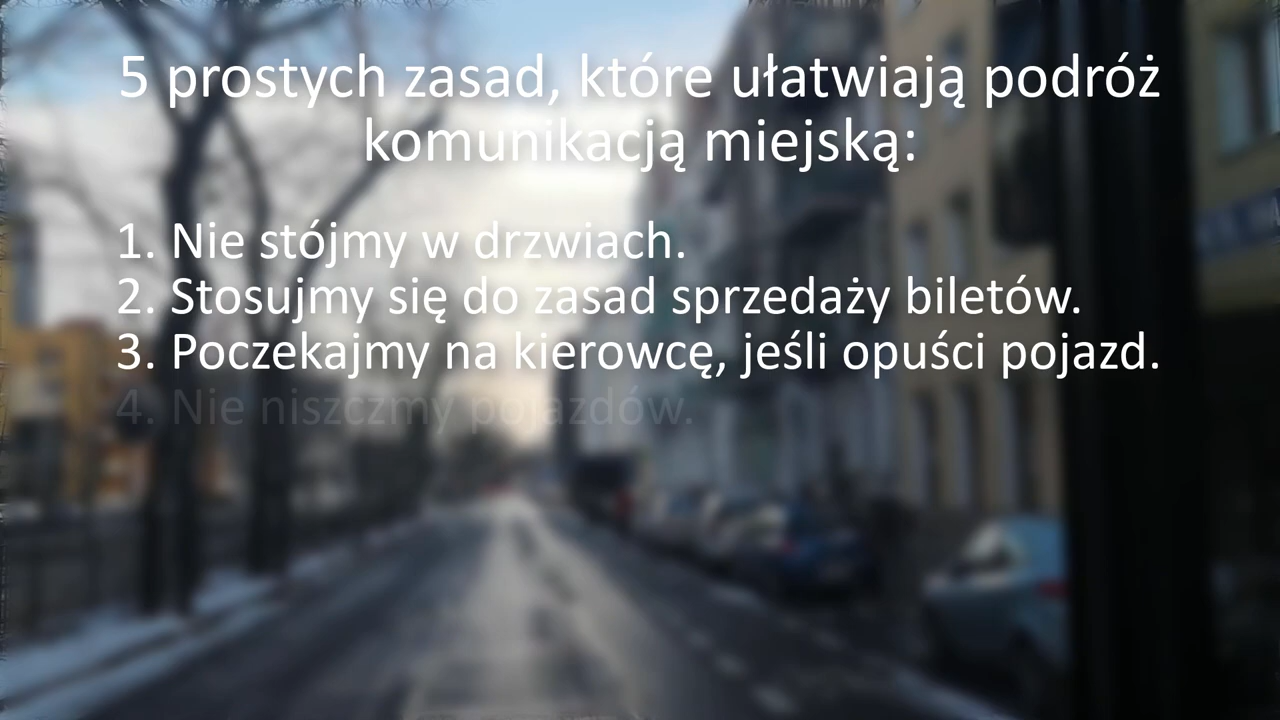 5 prostych zasad, które ułatwiają podróż
komunikacją miejską:
1. Nie stójmy w drzwiach.
2. Stosujmy się do zasad sprzedaży biletów.
3. Poczekajmy na kierowcę, jeśli opuści pojazd.
4. Nie niszczmy pojazdów.